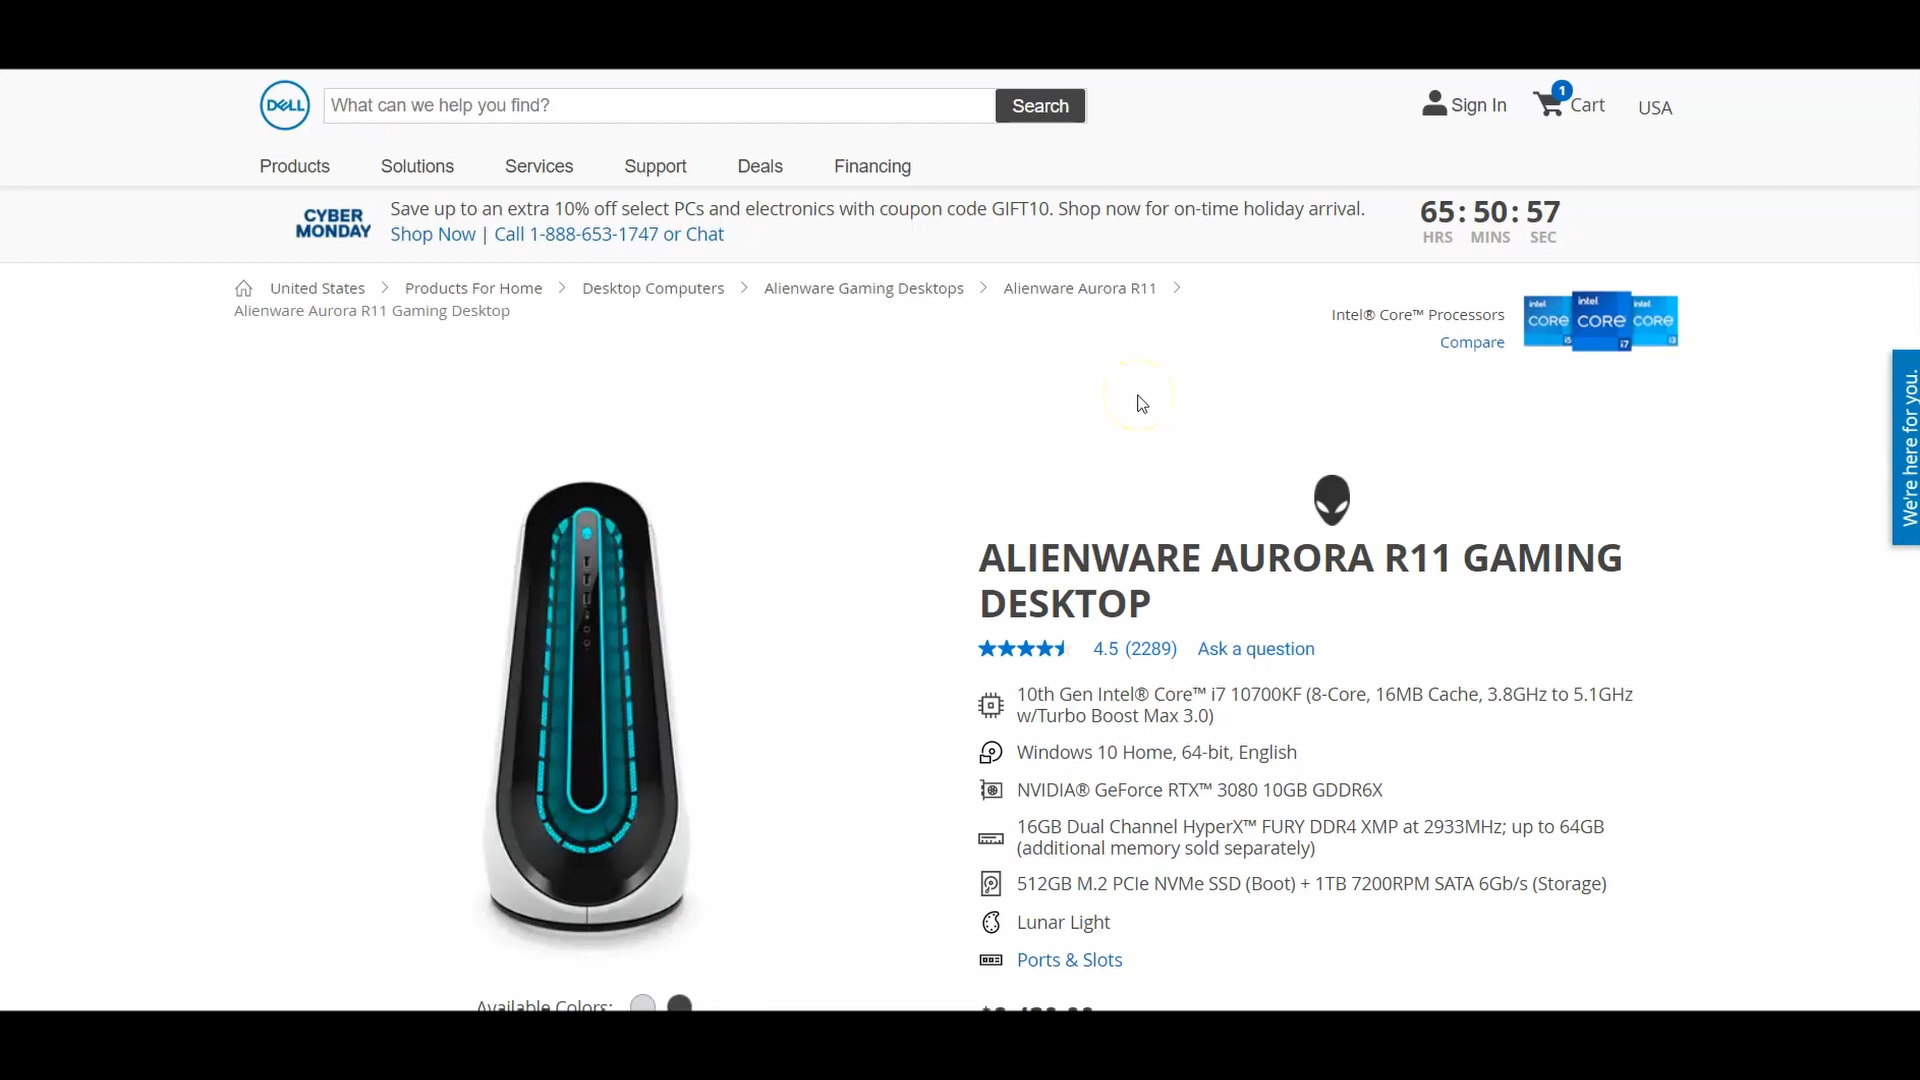 DELL
What can we help you find?
Search
Sign In
1
Cart
USA
Products
Solutions
Services
Support
Deals
Financing
CYBER
MONDAY
Save up to an extra 10% off select PCs and electronics with coupon code GIFT10. Shop now for on-time holiday arrival.
Shop Now | Call 1-888-653-1747 or Chat
65: 50: 57
HRS MINS SEC
United States > Products For Home > Desktop Computers > Alienware Gaming Desktops > Alienware Aurora R11 >
Alienware Aurora R11 Gaming Desktop
Intel® Core™ Processors
Compare
intel CORE i5
intel CORE i7
intel CORE i3
We're here for you.
ALIENWARE AURORA R11 GAMING
DESKTOP
4.5 (2289) Ask a question
10th Gen Intel® Core™ i7 10700KF (8-Core, 16MB Cache, 3.8GHz to 5.1GHz
w/Turbo Boost Max 3.0)
Windows 10 Home, 64-bit, English
NVIDIA® GeForce RTX™ 3080 10GB GDDR6X
16GB Dual Channel HyperX™ FURY DDR4 XMP at 2933MHz; up to 64GB
(additional memory sold separately)
512GB M.2 PCIe NVMe SSD (Boot) + 1TB 7200RPM SATA 6Gb/s (Storage)
Lunar Light
Ports & Slots
Available Colors: